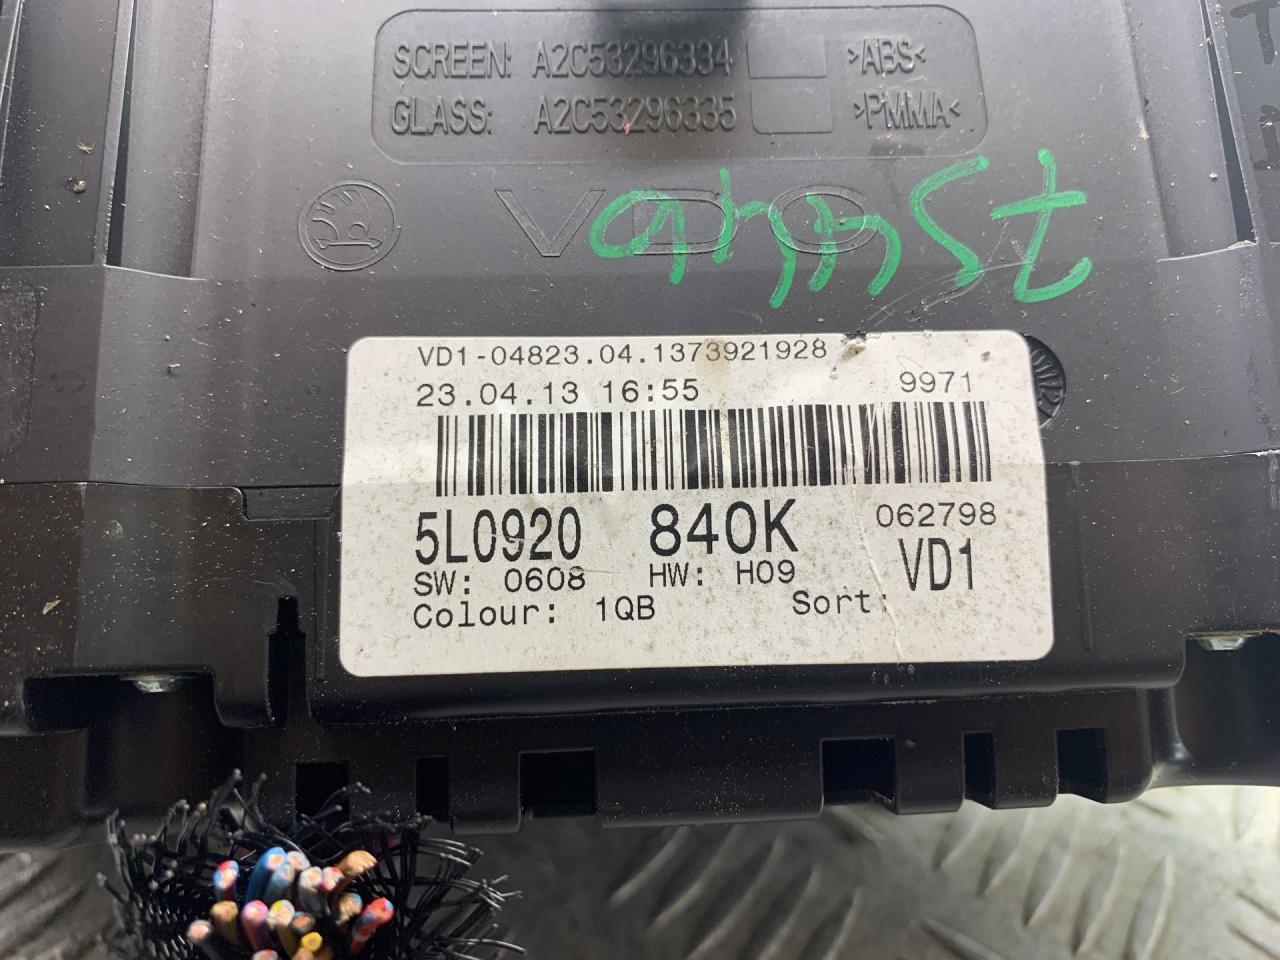 SCREEN: A2C53296334 >ABS<
GLASS: A2C53296335 >PMMA<
VDO
VD1-04823.04.1373921928
23.04.13 16:55 9971
5L0920 840K 062798
SW: 0608 HW: H09 VD1
Colour: 1QB Sort: